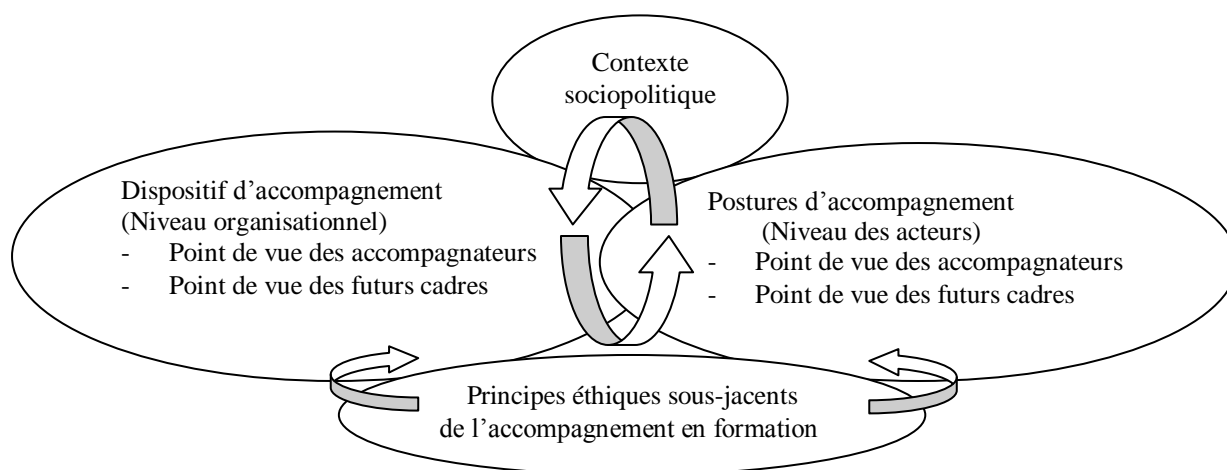 Contexte
sociopolitique
Dispositif d’accompagnement
(Niveau organisationnel)
- Point de vue des accompagnateurs
- Point de vue des futurs cadres
Postures d’accompagnement
(Niveau des acteurs)
- Point de vue des accompagnateurs
- Point de vue des futurs cadres
Principes éthiques sous-jacents
de l’accompagnement en formation